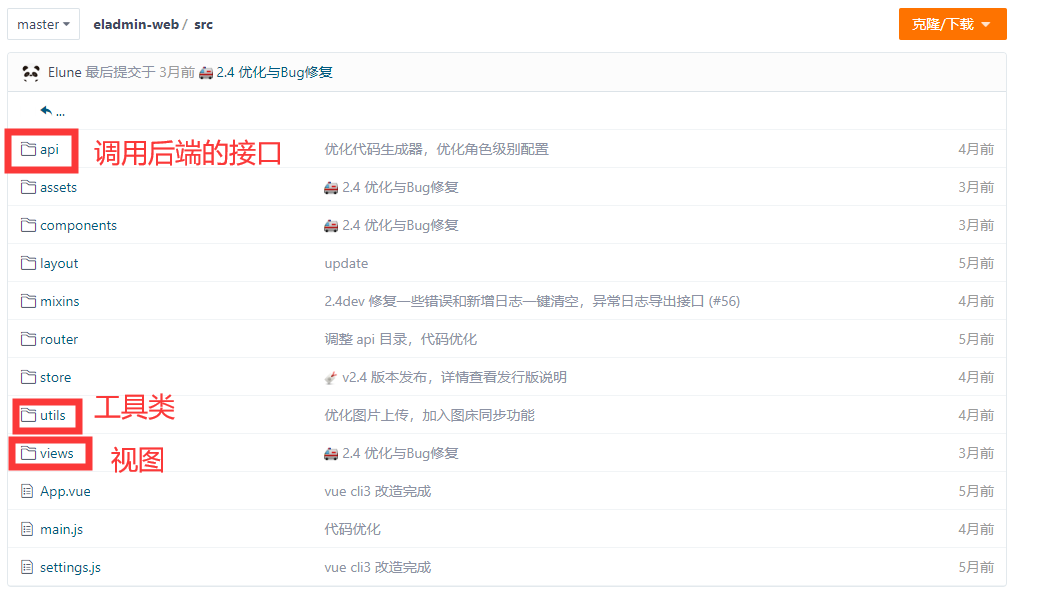 master eladmin-web / src 克隆/下载
Elune 最后提交于 3月前 2.4 优化与Bug修复
...
api 调用后端的接口 优化代码生成器，优化角色级别配置 4月前
assets 2.4 优化与Bug修复 3月前
components 2.4 优化与Bug修复 3月前
layout update 5月前
mixins 2.4dev 修复一些错误和新增日志一键清空，异常日志导出接口 (#56) 4月前
router 调整 api 目录，代码优化 5月前
store v2.4 版本发布，详情查看发行版说明 4月前
utils 工具类 优化图片上传，加入图床同步功能 4月前
views 视图 2.4 优化与Bug修复 3月前
App.vue vue cli3 改造完成 5月前
main.js 代码优化 4月前
settings.js vue cli3 改造完成 5月前